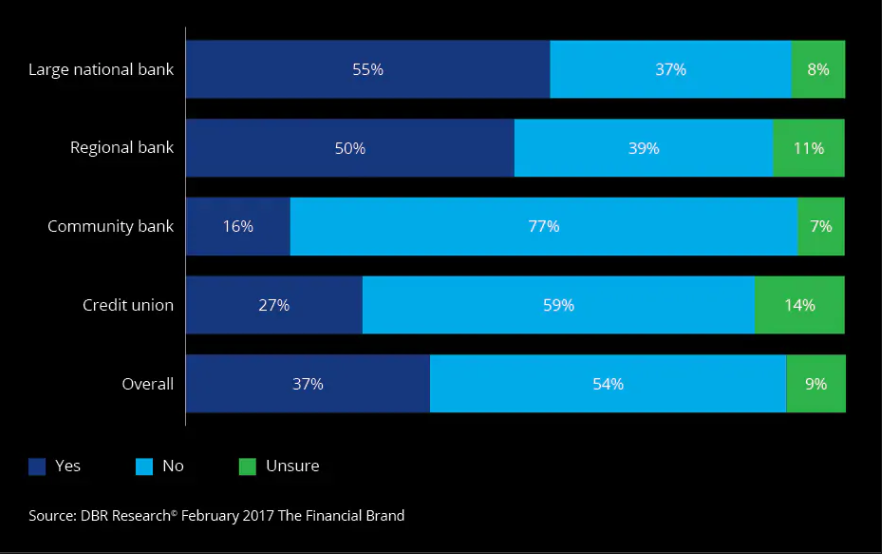 Large national bank 55% 37% 8%
Regional bank 50% 39% 11%
Community bank 16% 77% 7%
Credit union 27% 59% 14%
Overall 37% 54% 9%
Yes No Unsure
Source: DBR Research© February 2017 The Financial Brand